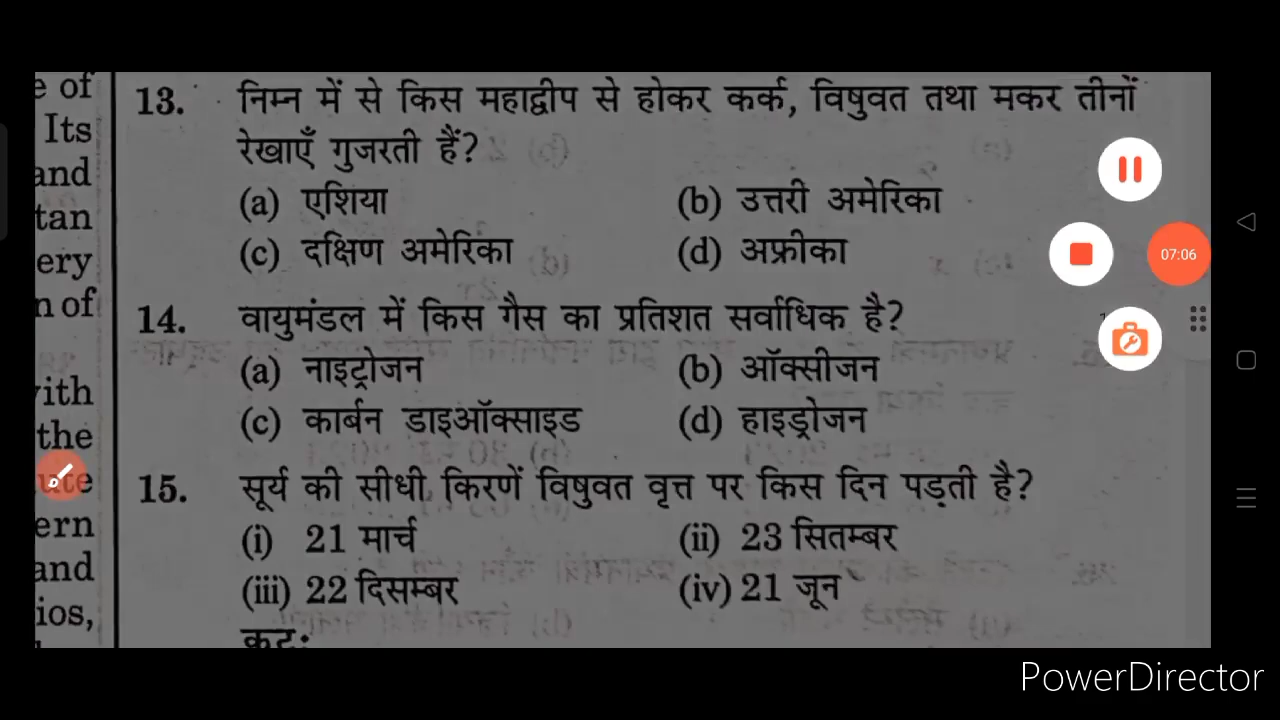 e of
Its
and
tan
ery
n of
with
the
ute
ern
and
ios,
13. निम्न में से किस महाद्वीप से होकर कर्क, विषुवत तथा मकर तीनों
रेखाएँ गुजरती हैं?
(a) एशिया (b) उत्तरी अमेरिका
(c) दक्षिण अमेरिका (d) अफ्रीका
14. वायुमंडल में किस गैस का प्रतिशत सर्वाधिक है?
(a) नाइट्रोजन (b) ऑक्सीजन
(c) कार्बन डाइऑक्साइड (d) हाइड्रोजन
15. सूर्य की सीधी किरणें विषुवत वृत्त पर किस दिन पड़ती है?
(i) 21 मार्च (ii) 23 सितम्बर
(iii) 22 दिसम्बर (iv) 21 जून
कूट:
07:06
PowerDirector